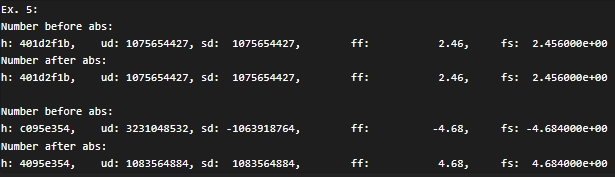 Ex. 5:
Number before abs:
h: 401d2f1b, ud: 1075654427, sd: 1075654427, ff: 2.46, fs: 2.456000e+00
Number after abs:
h: 401d2f1b, ud: 1075654427, sd: 1075654427, ff: 2.46, fs: 2.456000e+00
Number before abs:
h: c095e354, ud: 3231048532, sd: -1063918764, ff: -4.68, fs: -4.684000e+00
Number after abs:
h: 4095e354, ud: 1083564884, sd: 1083564884, ff: 4.68, fs: 4.684000e+00